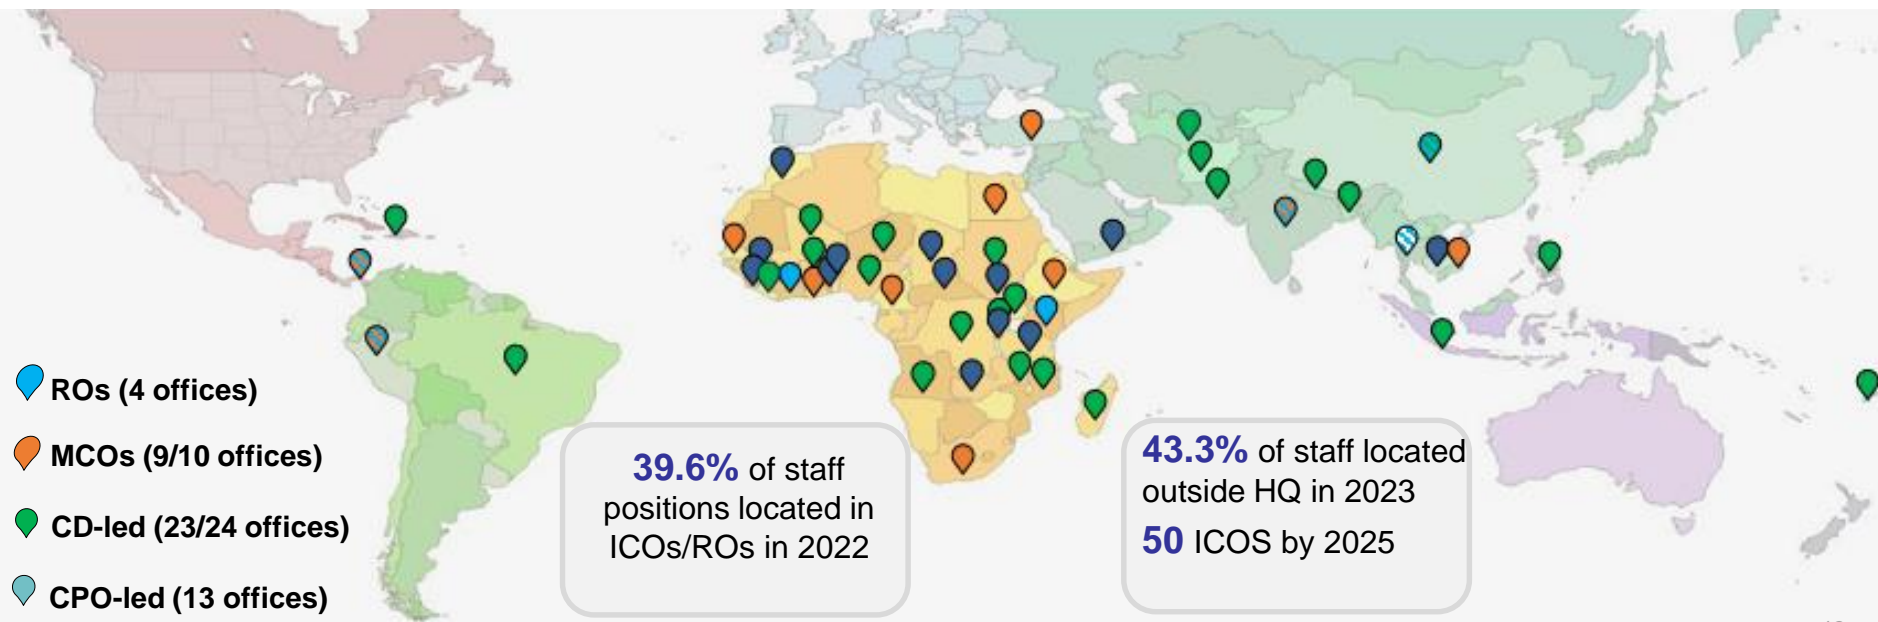 ROs (4 offices)
MCOs (9/10 offices)
CD-led (23/24 offices)
CPO-led (13 offices)
39.6% of staff
positions located in
ICOs/ROs in 2022
43.3% of staff located
outside HQ in 2023
50 ICOS by 2025